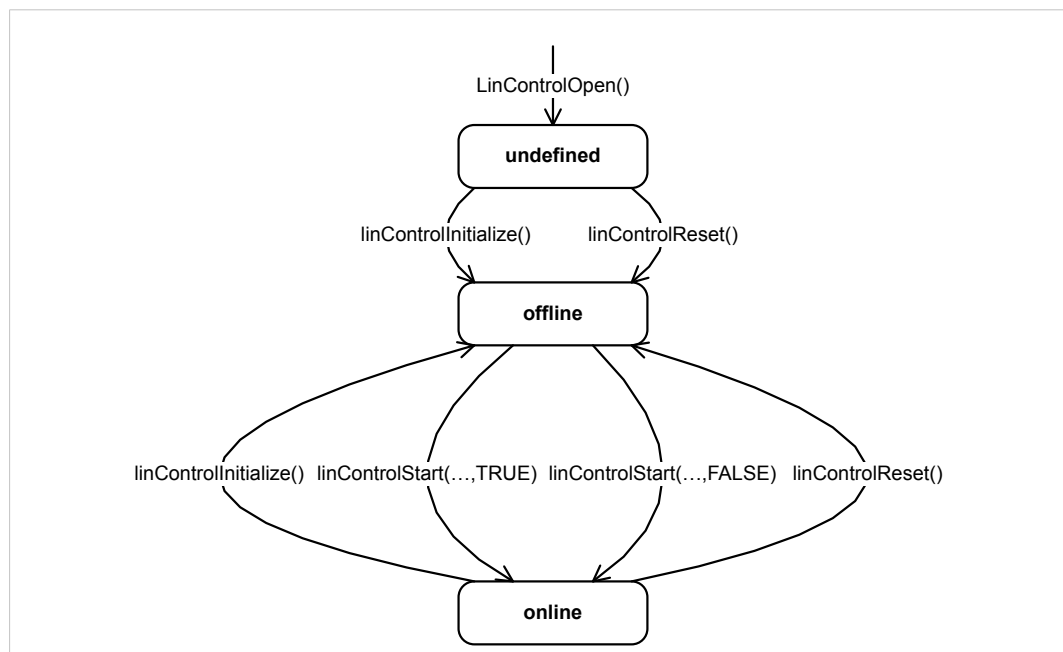 LinControlOpen()
undefined
linControlInitialize()
linControlReset()
offline
linControlInitialize()
linControlStart(…,TRUE)
linControlStart(…,FALSE)
linControlReset()
online